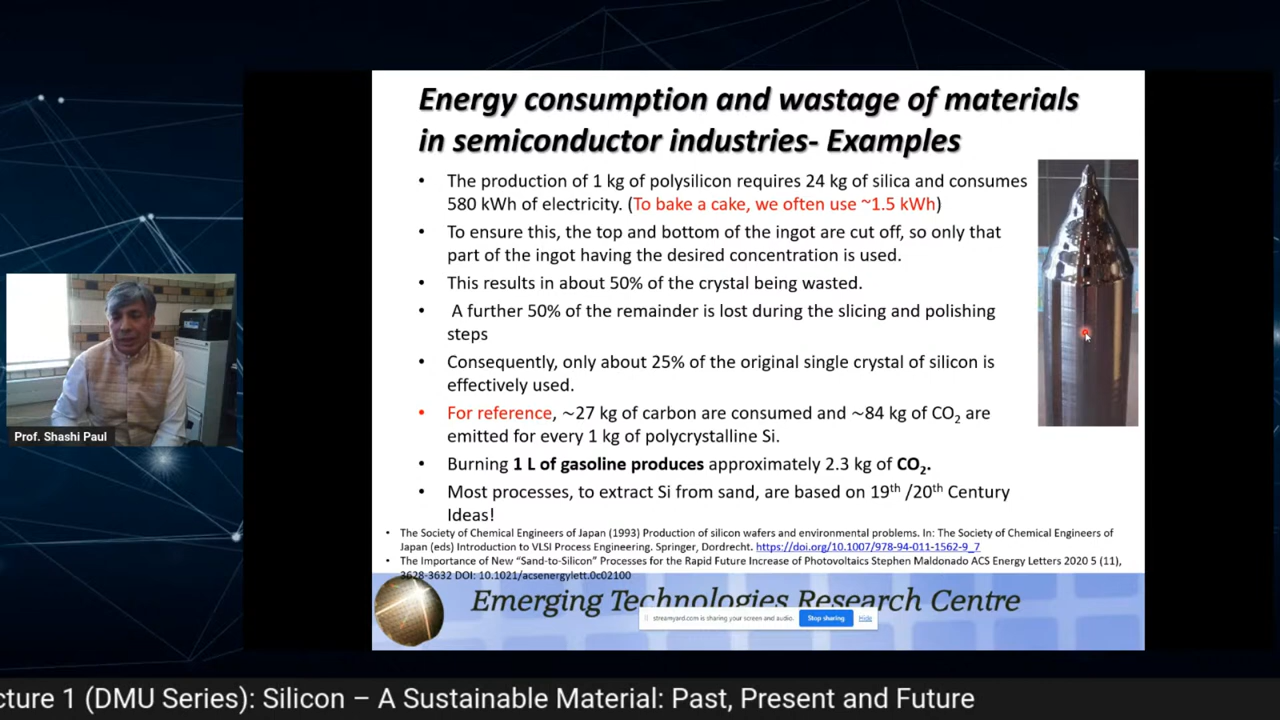 Energy consumption and wastage of materials
in semiconductor industries- Examples
• The production of 1 kg of polysilicon requires 24 kg of silica and consumes
580 kWh of electricity. (To bake a cake, we often use ~1.5 kWh)
• To ensure this, the top and bottom of the ingot are cut off, so only that
part of the ingot having the desired concentration is used.
• This results in about 50% of the crystal being wasted.
• A further 50% of the remainder is lost during the slicing and polishing
steps
• Consequently, only about 25% of the original single crystal of silicon is
effectively used.
• For reference, ~27 kg of carbon are consumed and ~84 kg of CO₂ are
emitted for every 1 kg of polycrystalline Si.
• Burning 1 L of gasoline produces approximately 2.3 kg of CO₂.
• Most processes, to extract Si from sand, are based on 19th /20th Century
Ideas!
• The Society of Chemical Engineers of Japan (1993) Production of silicon wafers and environmental problems. In: The Society of Chemical Engineers of
Japan (eds) Introduction to VLSI Process Engineering. Springer, Dordrecht. https://doi.org/10.1007/978-94-011-1562-9_7
• The Importance of New “Sand-to-Silicon” Processes for the Rapid Future Increase of Photovoltaics Stephen Maldonado ACS Energy Letters 2020 5 (11),
3628-3632 DOI: 10.1021/acsenergylett.0c02100
Emerging Technologies Research Centre
streamyard.com is sharing your screen and audio. Stop sharing Hide
Prof. Shashi Paul
cture 1 (DMU Series): Silicon – A Sustainable Material: Past, Present and Future